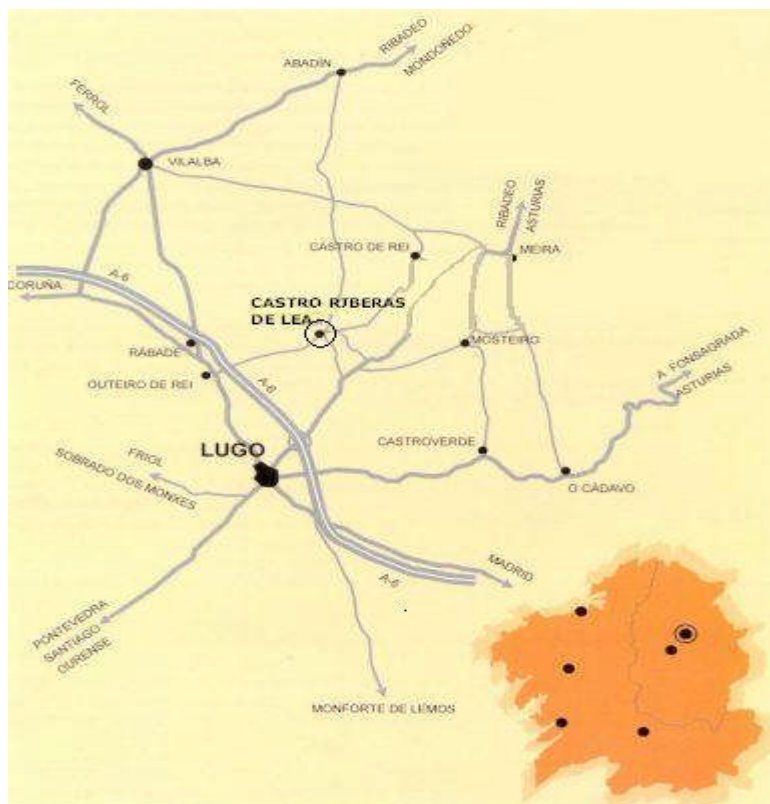 RIBADEO
MONDOÑEDO
ABADÍN
FERROL
VILALBA
RIBADEO
ASTURIAS
CASTRO DE REI
MEIRA
A-6
CORUÑA
CASTRO RIBERAS
DE LEA
RÁBADE
MOSTEIRO
OUTEIRO DE REI
A-6
A FONSAGRADA
ASTURIAS
LUGO
CASTROVERDE
FRIOL
SOBRADO DOS MONXES
O CÁDAVO
MADRID
A-6
PONTEVEDRA
SANTIAGO
OURENSE
MONFORTE DE LEMOS